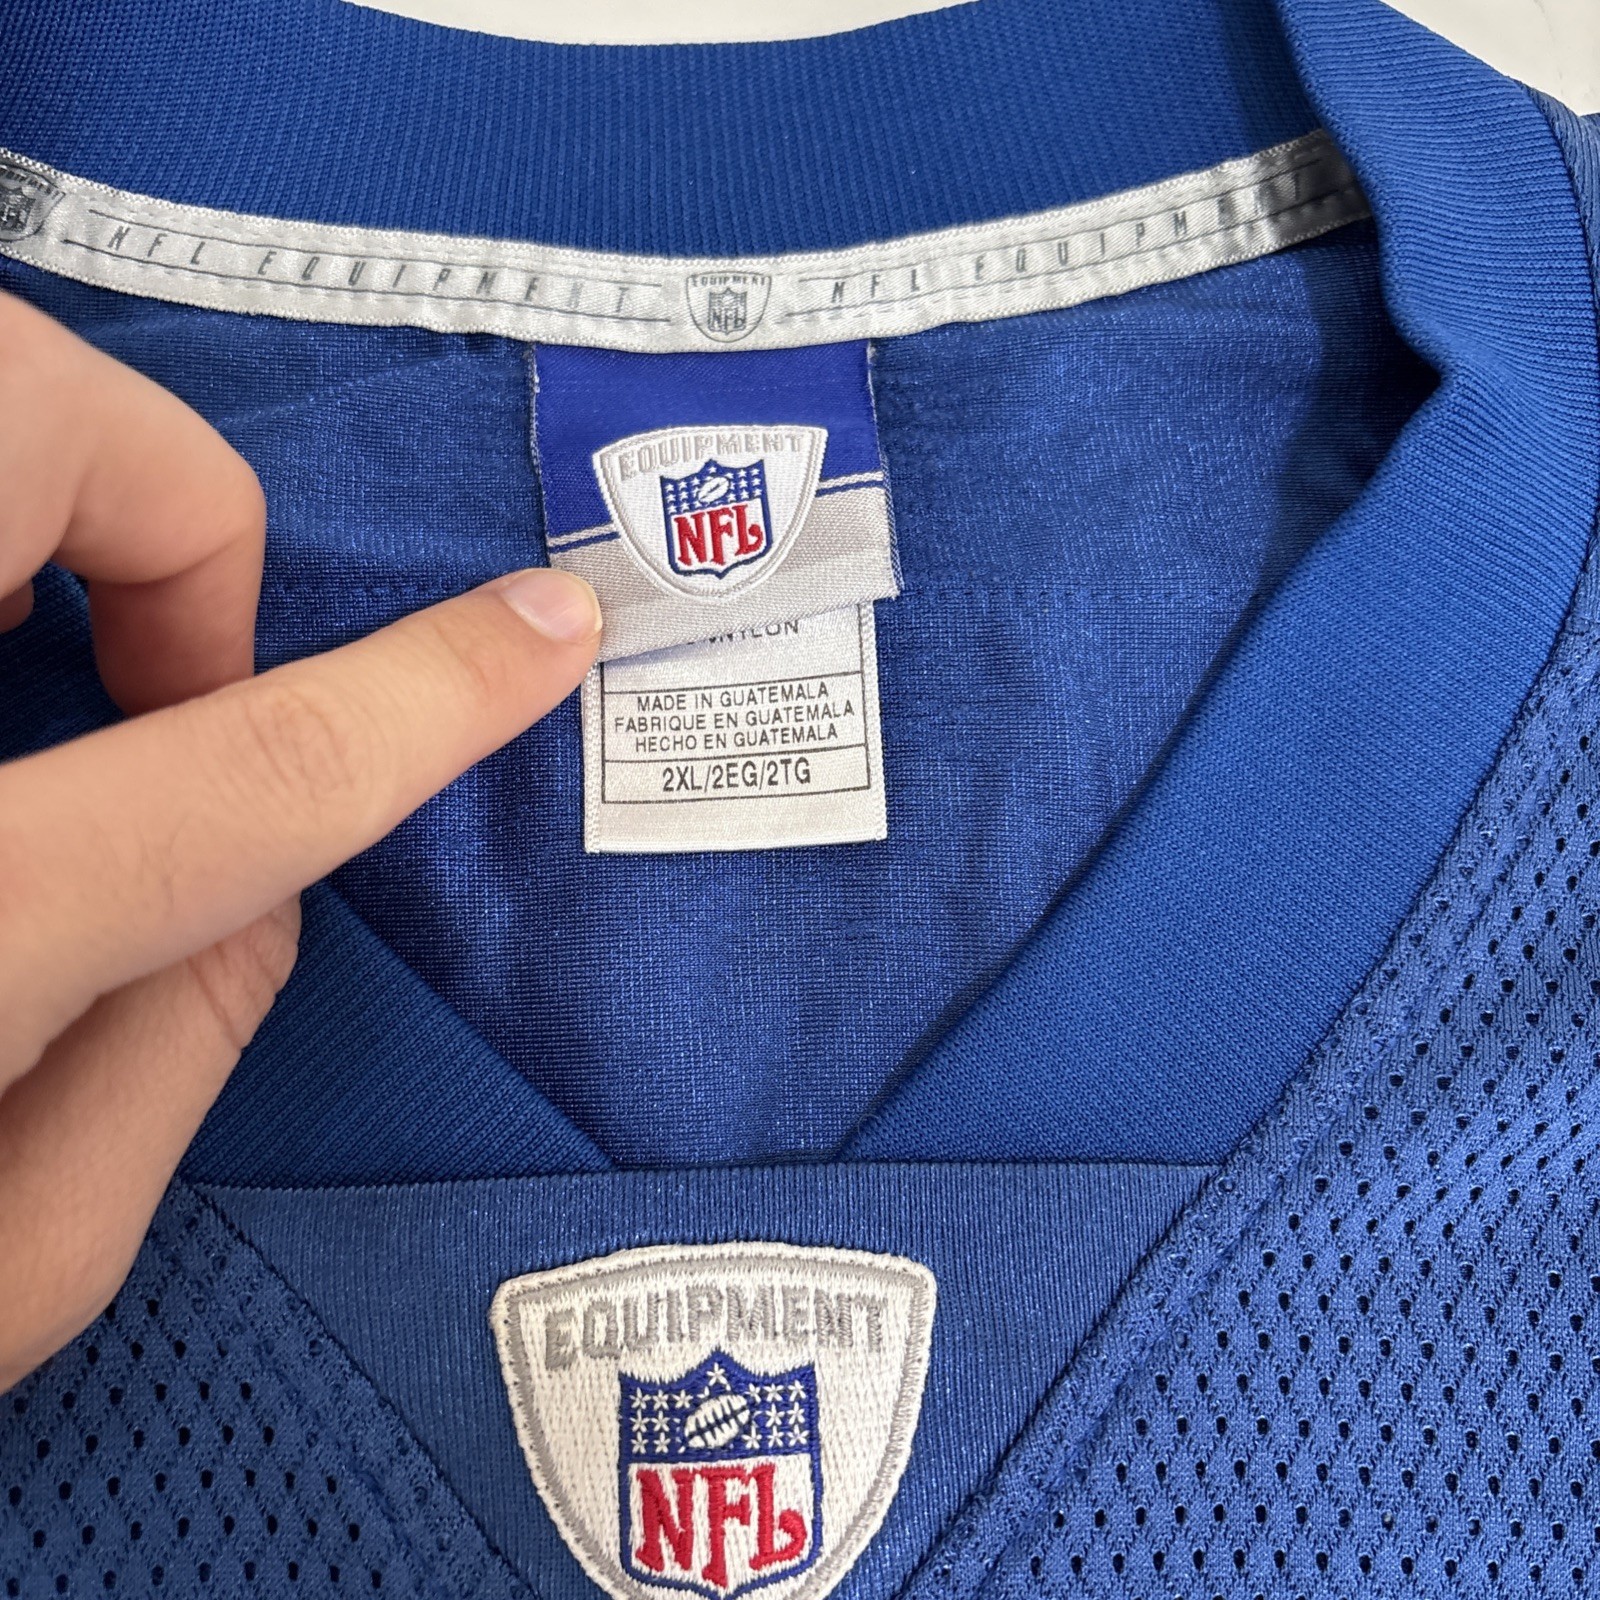 NFL EQUIPMENT
EQUIPMENT
NFL
NFL EQUIPMENT
EQUIPMENT
NFL
MADE IN GUATEMALA
FABRIQUE EN GUATEMALA
HECHO EN GUATEMALA
2XL/2EG/2TG
EQUIPMENT
NFL